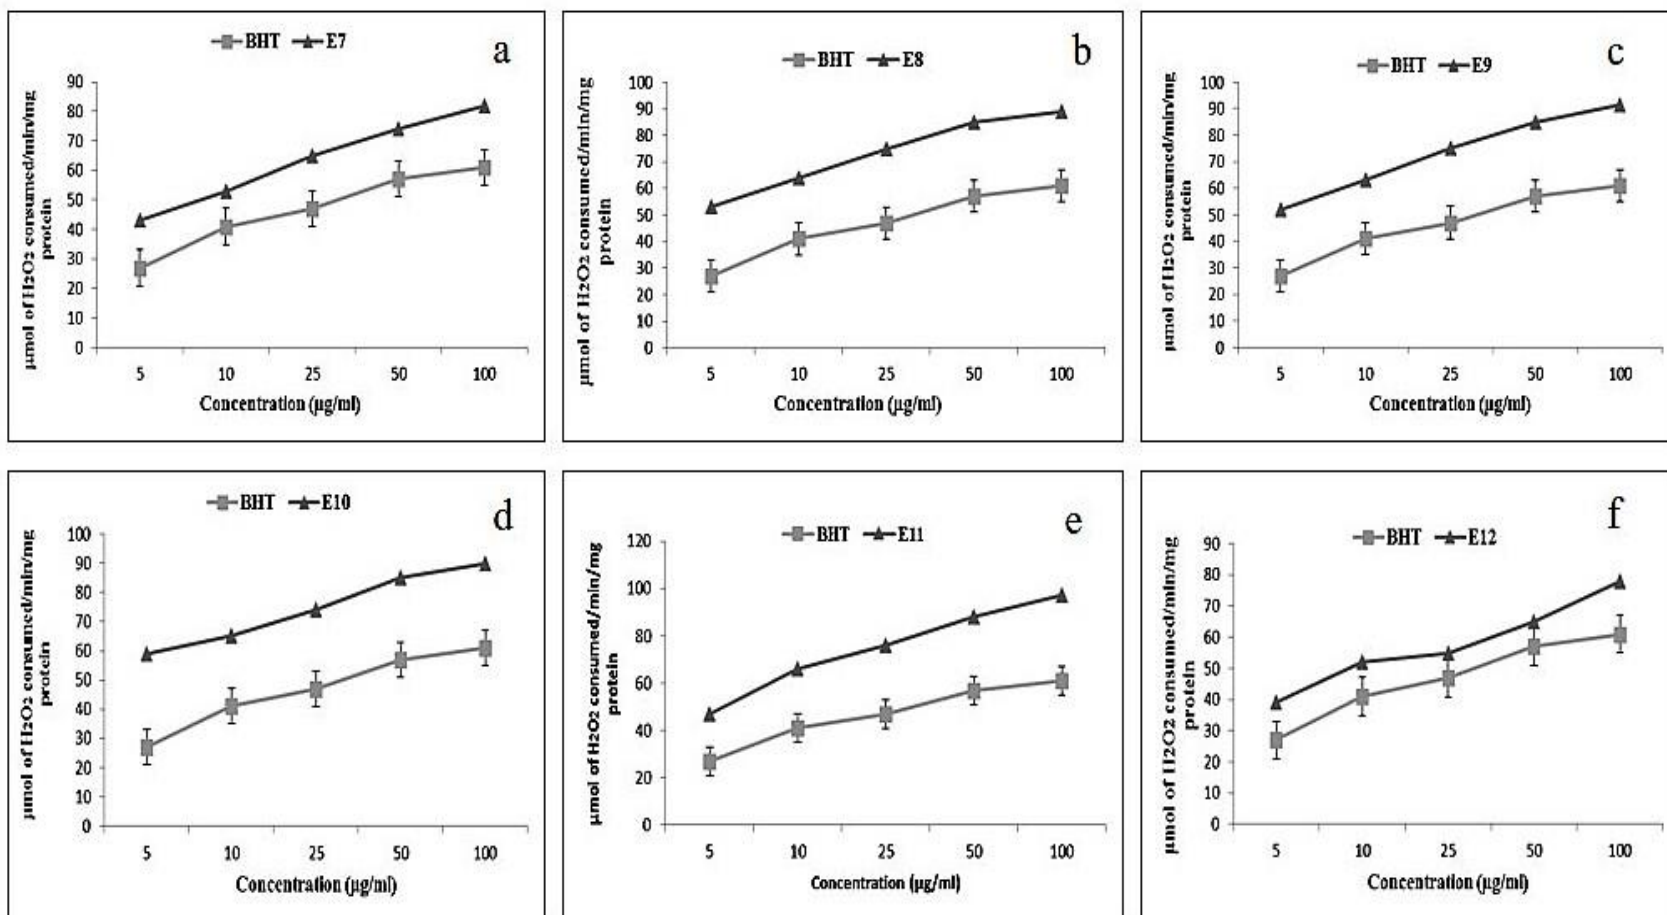 BHT E7 a
90
80
70
60
50
40
30
20
10
0
μmol of H2O2 consumed/min/mg
protein
5 10 25 50 100
Concentration (μg/ml)
BHT E8 b
100
90
80
70
60
50
40
30
20
10
0
μmol of H2O2 consumed/min/mg
protein
5 10 25 50 100
Concentration (μg/ml)
BHT E9 c
100
90
80
70
60
50
40
30
20
10
0
μmol of H2O2 consumed/min/mg
protein
5 10 25 50 100
Concentration (μg/ml)
BHT E10 d
100
90
80
70
60
50
40
30
20
10
0
μmol of H2O2 consumed/min/mg
protein
5 10 25 50 100
Concentration (μg/ml)
BHT E11 e
120
100
80
60
40
20
0
μmol of H2O2 consumed/min/mg
protein
5 10 25 50 100
Concentration (μg/ml)
BHT E12 f
90
80
70
60
50
40
30
20
10
0
μmol of H2O2 consumed/min/mg
protein
5 10 25 50 100
Concentration (μg/ml)